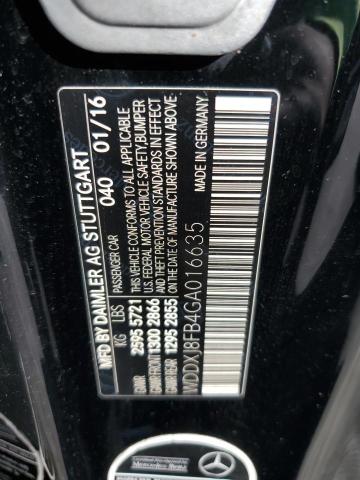 MFD BY DAIMLER AG STUTTGART
PASSENGER CAR 040 01/16
KG LBS
GVWR 2595 5721
GAWR FRONT 1300 2866
GAWR REAR 1295 2855
THIS VEHICLE CONFORMS TO ALL APPLICABLE
U.S. FEDERAL MOTOR VEHICLE SAFETY, BUMPER
AND THEFT PREVENTION STANDARDS IN EFFECT
ON THE DATE OF MANUFACTURE SHOWN ABOVE.
WDDXJ8FB4GA016635
MADE IN GERMANY
Mercedes-Benz